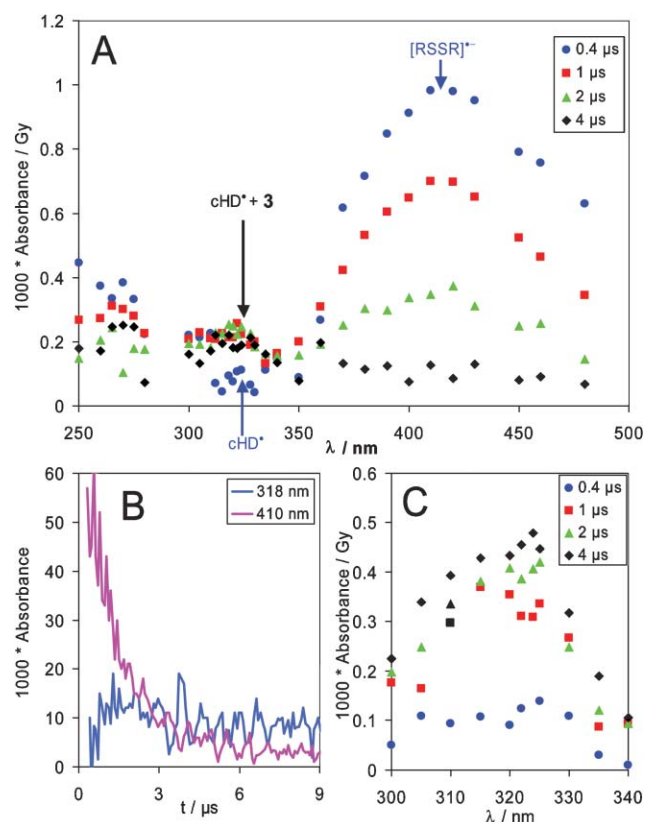 A
[RSSR]•−
0.4 µs
1 µs
2 µs
4 µs
cHD• + 3
cHD•
1000 * Absorbance / Gy
1.2
1
0.8
0.6
0.4
0.2
0
250
300
350
400
450
500
λ / nm
B
318 nm
410 nm
1000 * Absorbance
60
50
40
30
20
10
0
0
3
6
9
t / µs
C
0.4 µs
1 µs
2 µs
4 µs
1000 * Absorbance / Gy
0.6
0.5
0.4
0.3
0.2
0.1
0
300
310
320
330
340
λ / nm